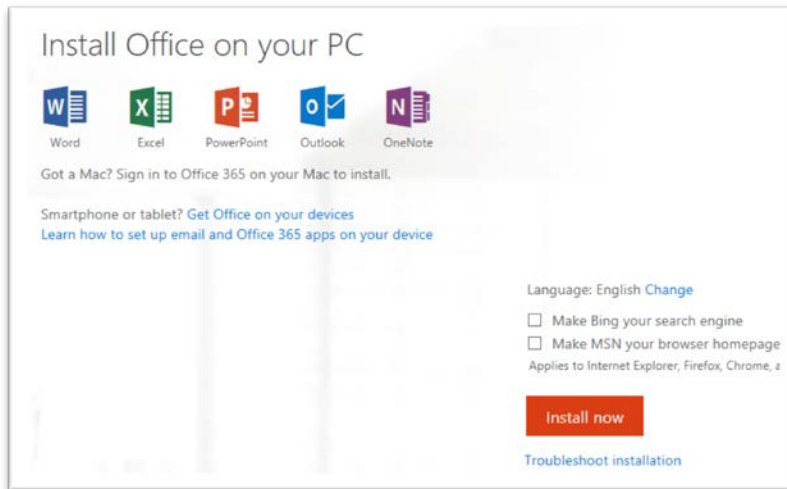 Install Office on your PC
Word Excel PowerPoint Outlook OneNote
Got a Mac? Sign in to Office 365 on your Mac to install.
Smartphone or tablet? Get Office on your devices
Learn how to set up email and Office 365 apps on your device
Language: English Change
Make Bing your search engine
Make MSN your browser homepage
Applies to Internet Explorer, Firefox, Chrome,
Install now
Troubleshoot installation